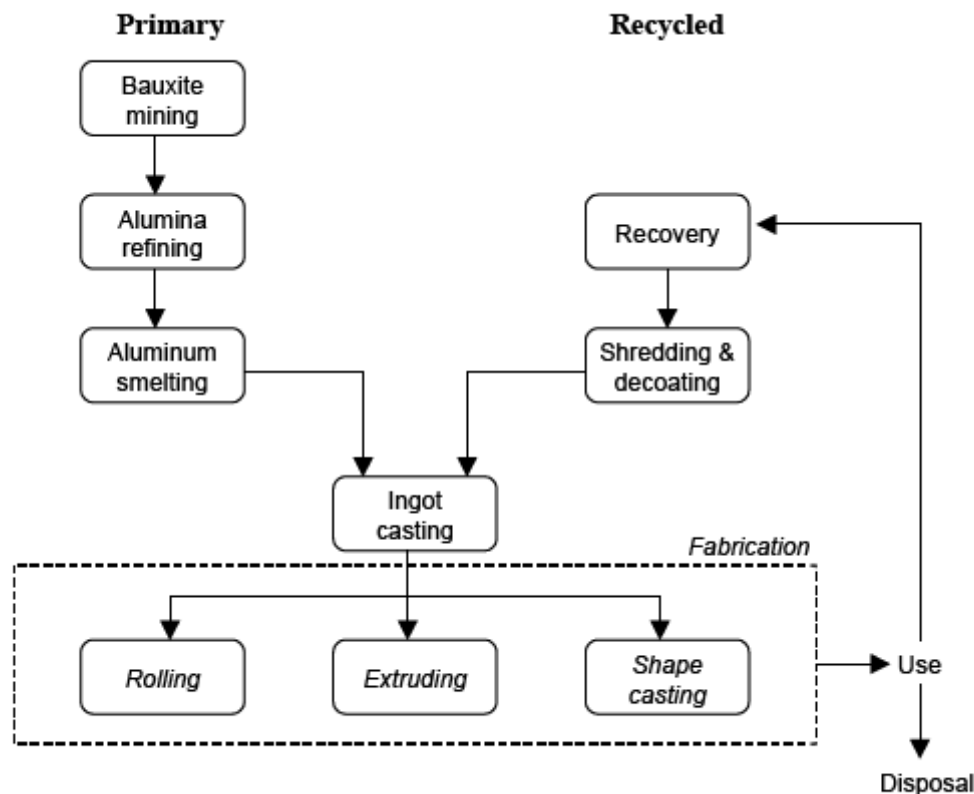 Primary
Recycled
Bauxite
mining
Alumina
refining
Recovery
Aluminum
smelting
Shredding &
decoating
Ingot
casting
Fabrication
Rolling
Extruding
Shape
casting
Use
Disposal